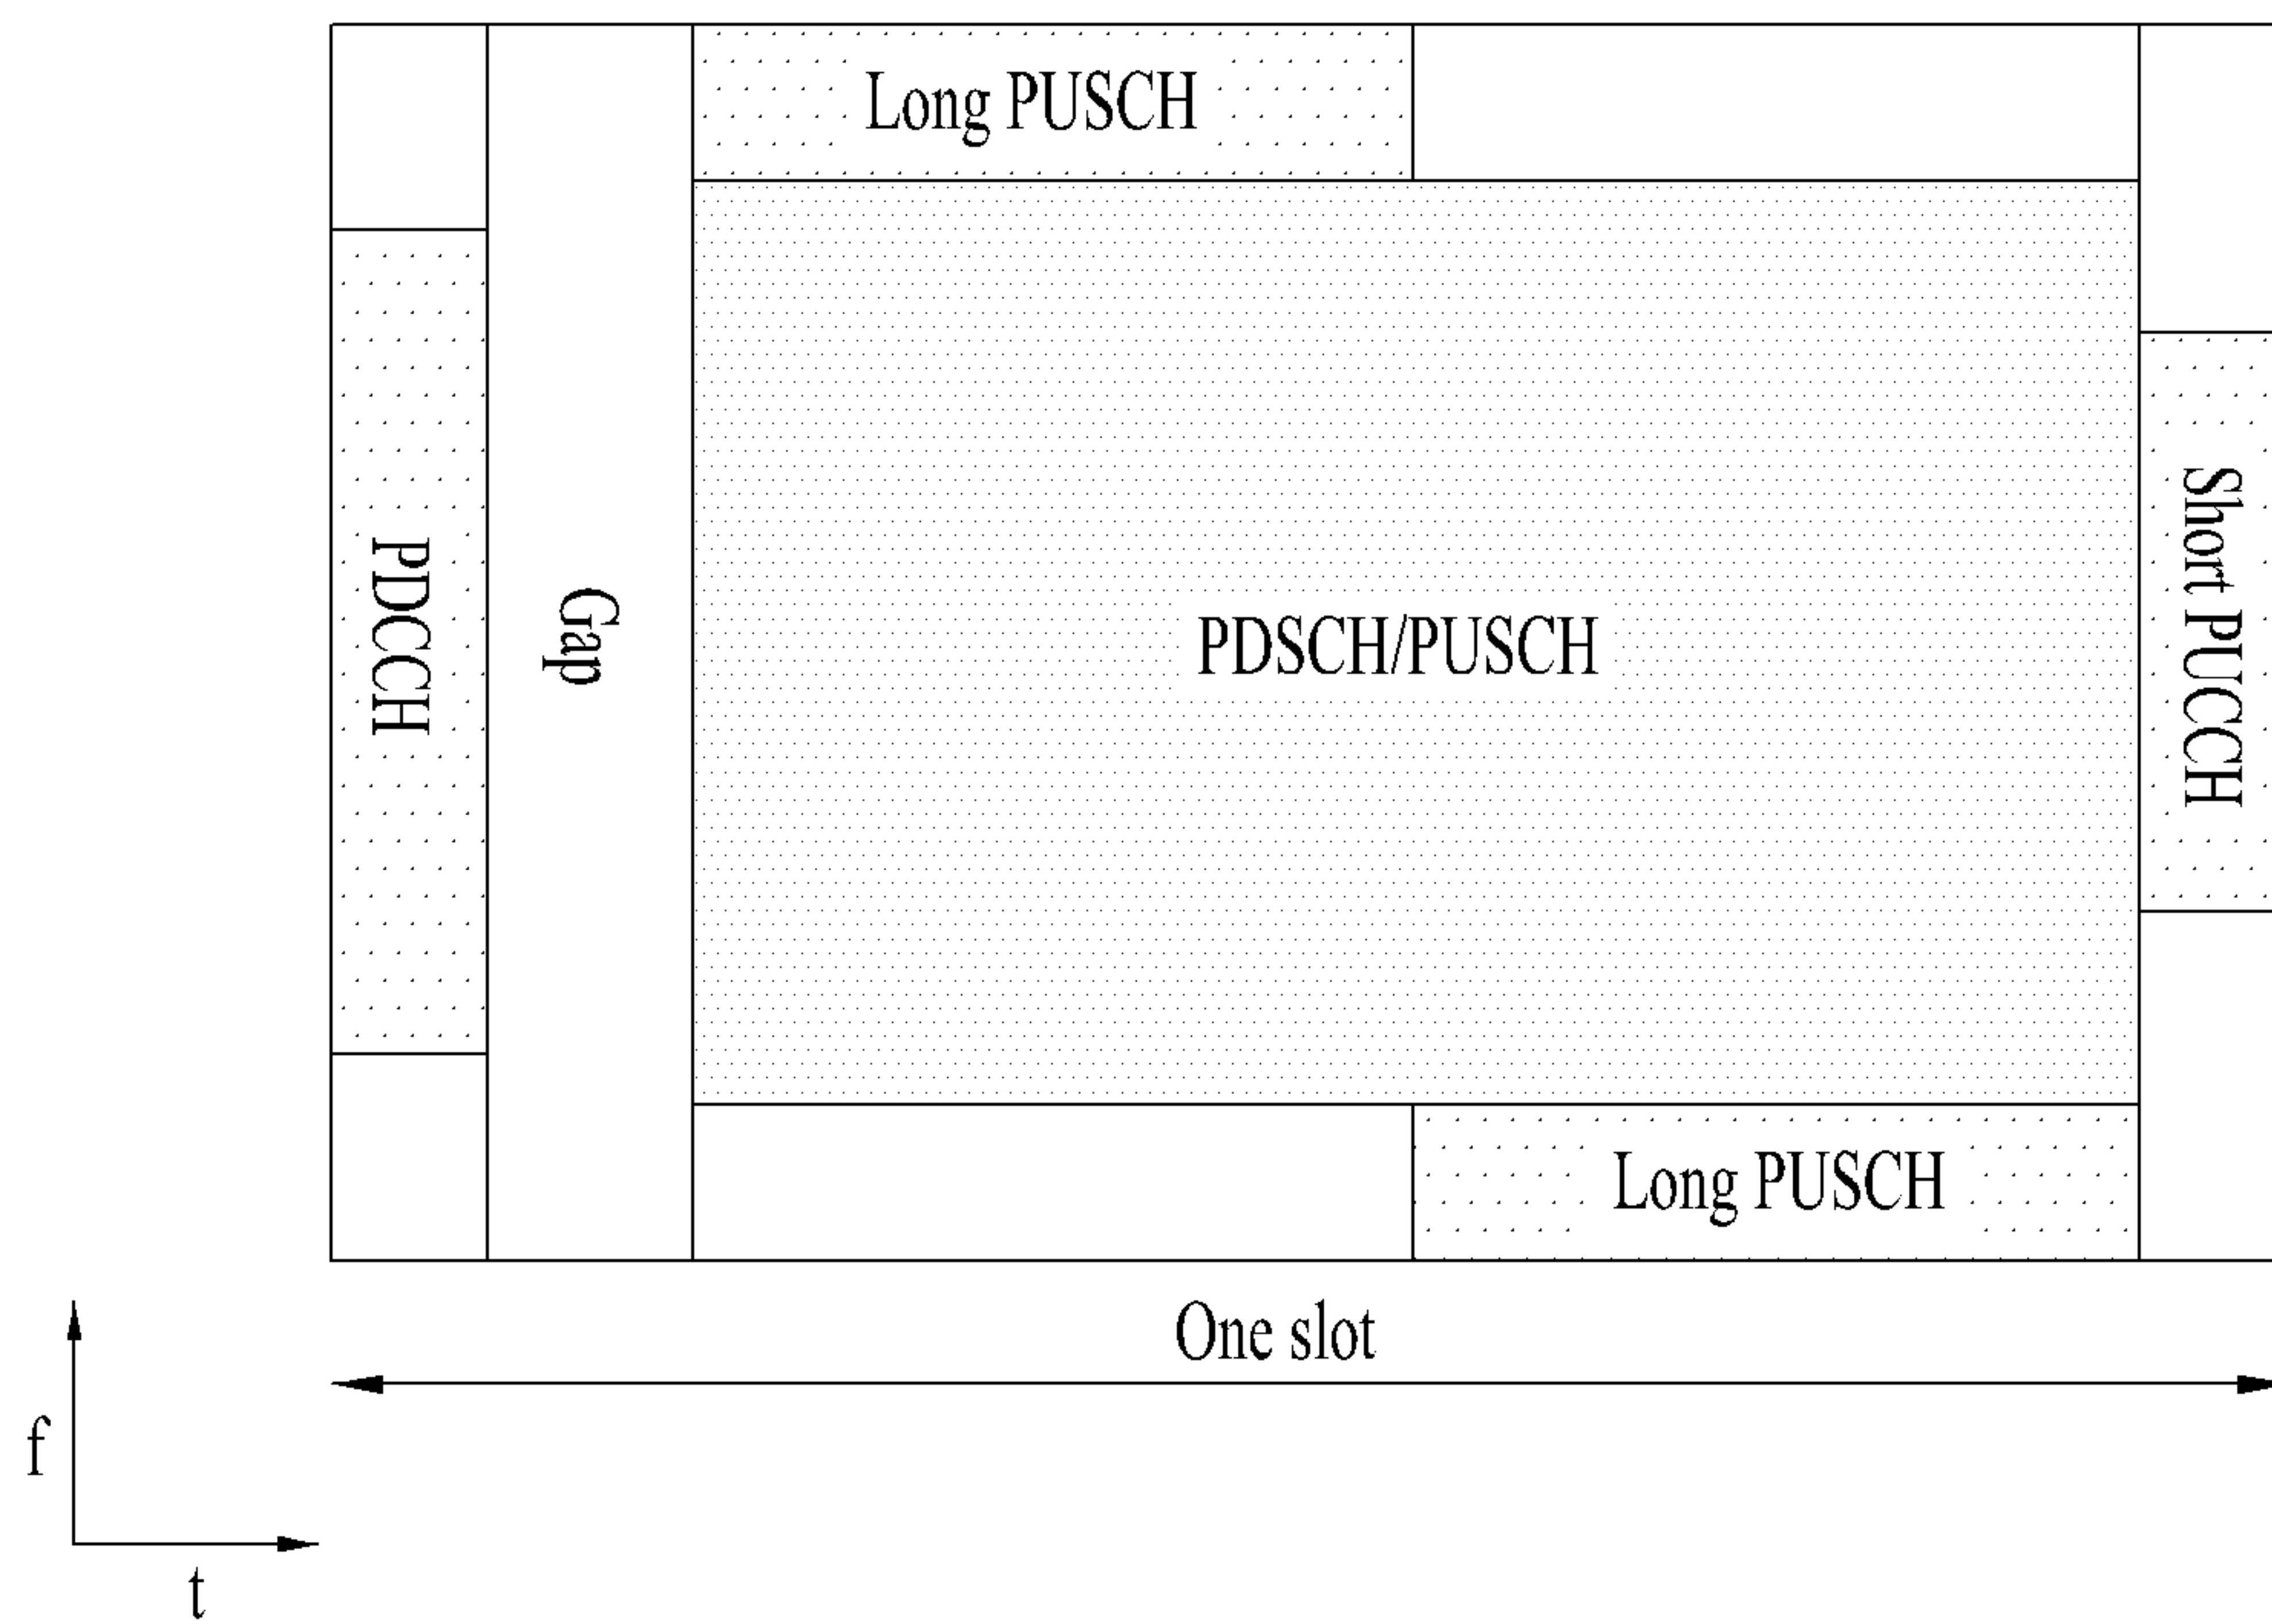 Long PUSCH
PDCCH
Gap
PDSCH/PUSCH
Short PUCCH
Long PUSCH
One slot
f
t